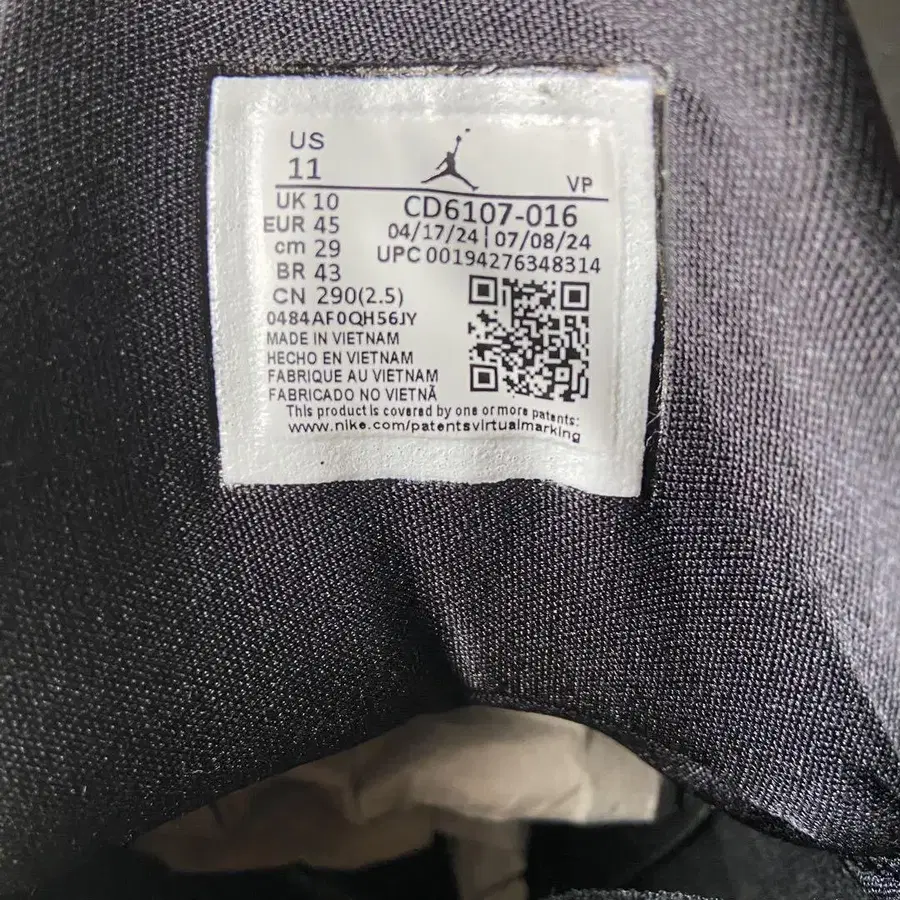 US
11
VP
UK 10
EUR 45
cm 29
BR 43
CN 290(2.5)
CD6107-016
04/17/24 | 07/08/24
UPC 00194276348314
0484AF0QH56JY
MADE IN VIETNAM
HECHO EN VIETNAM
FABRIQUE AU VIETNAM
FABRICADO NO VIETNÃ
This product is covered by one or more patents:
www.nike.com/patentsvirtualmarking